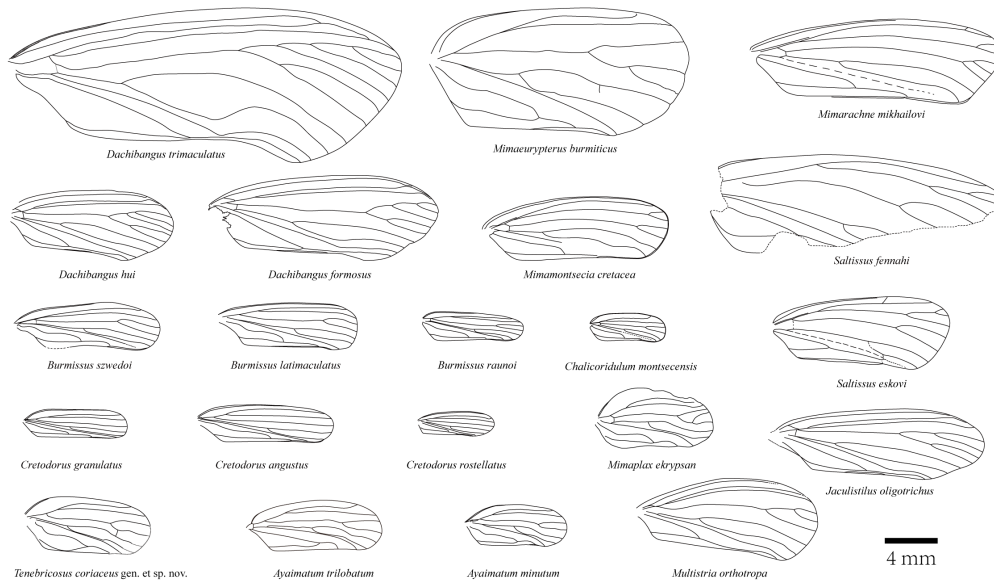 Dachibangus trimaculatus
Mimaeurypterus burmiticus
Mimarachne mikhailovi
Dachibangus hui
Dachibangus formosus
Mimamontsecia cretacea
Saltissus fennahi
Burmissus szwedoi
Burmissus latimaculatus
Burmissus raunoi
Chalicoridulum montsecensis
Saltissus eskovi
Cretodorus granulatus
Cretodorus angustus
Cretodorus rostellatus
Mimaplax ekrypsan
Jaculistilus oligotrichus
Tenebricosus coriaceus gen. et sp. nov.
Ayaimatum trilobatum
Ayaimatum minutum
Multistria orthotropa
4 mm